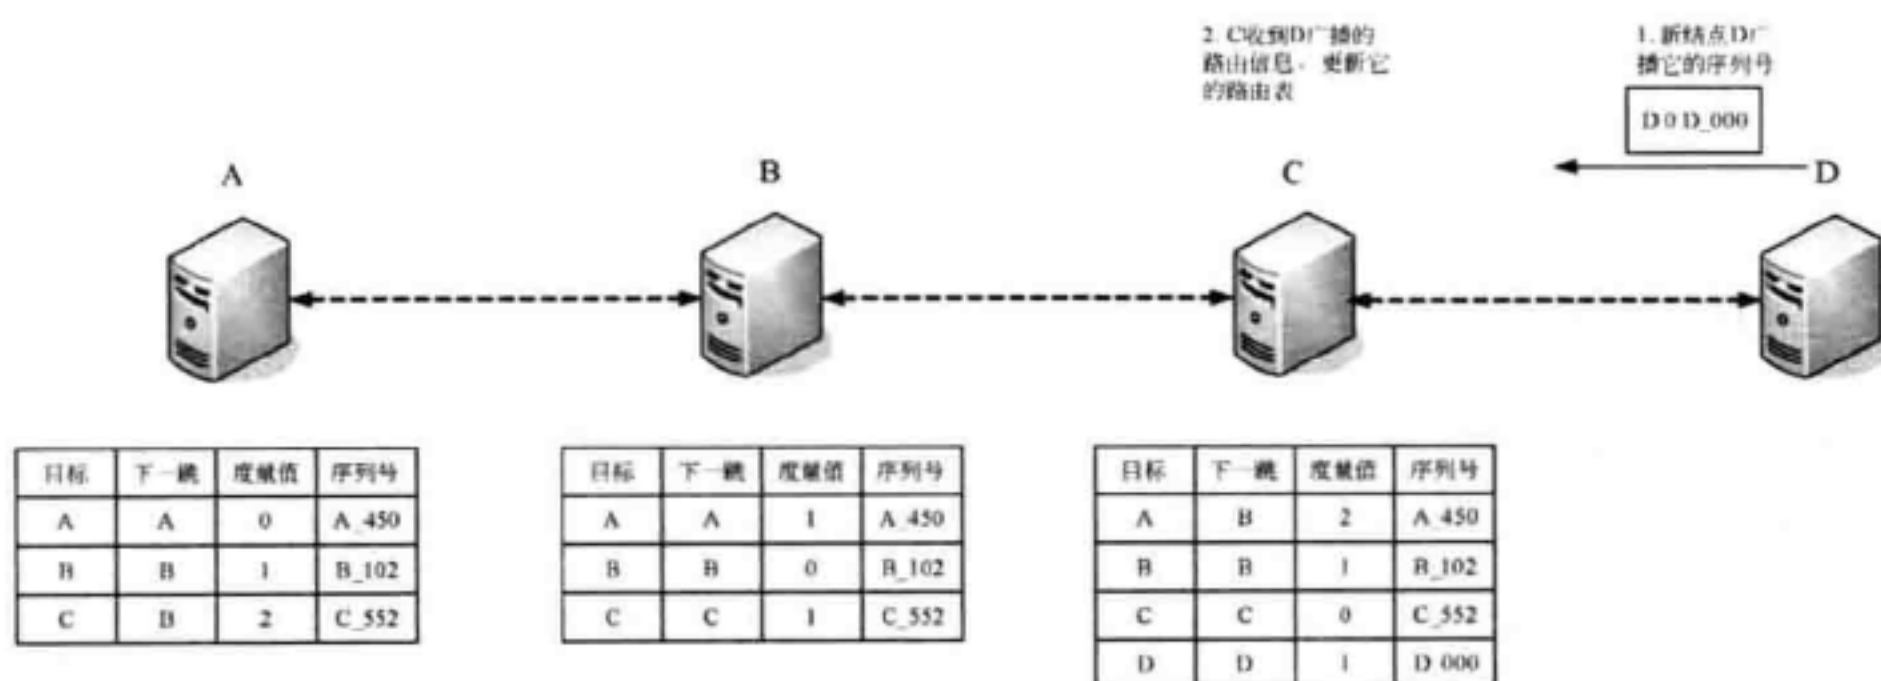 2. C收到D广播的
路由信息，更新它
的路由表
1. 新结点D广
播它的序列号
D 0 D_000
A
B
C
D
目标 下一跳 度量值 序列号
A A 0 A_450
B B 1 B_102
C B 2 C_552
目标 下一跳 度量值 序列号
A A 1 A_450
B B 0 B_102
C C 1 C_552
目标 下一跳 度量值 序列号
A B 2 A_450
B B 1 B_102
C C 0 C_552
D D 1 D_000